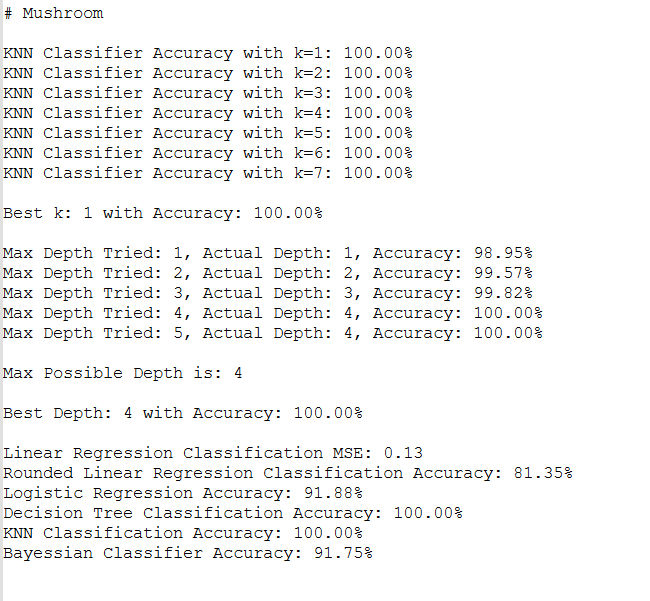 # Mushroom
KNN Classifier Accuracy with k=1: 100.00%
KNN Classifier Accuracy with k=2: 100.00%
KNN Classifier Accuracy with k=3: 100.00%
KNN Classifier Accuracy with k=4: 100.00%
KNN Classifier Accuracy with k=5: 100.00%
KNN Classifier Accuracy with k=6: 100.00%
KNN Classifier Accuracy with k=7: 100.00%
Best k: 1 with Accuracy: 100.00%
Max Depth Tried: 1, Actual Depth: 1, Accuracy: 98.95%
Max Depth Tried: 2, Actual Depth: 2, Accuracy: 99.57%
Max Depth Tried: 3, Actual Depth: 3, Accuracy: 99.82%
Max Depth Tried: 4, Actual Depth: 4, Accuracy: 100.00%
Max Depth Tried: 5, Actual Depth: 4, Accuracy: 100.00%
Max Possible Depth is: 4
Best Depth: 4 with Accuracy: 100.00%
Linear Regression Classification MSE: 0.13
Rounded Linear Regression Classification Accuracy: 81.35%
Logistic Regression Accuracy: 91.88%
Decision Tree Classification Accuracy: 100.00%
KNN Classification Accuracy: 100.00%
Bayessian Classifier Accuracy: 91.75%